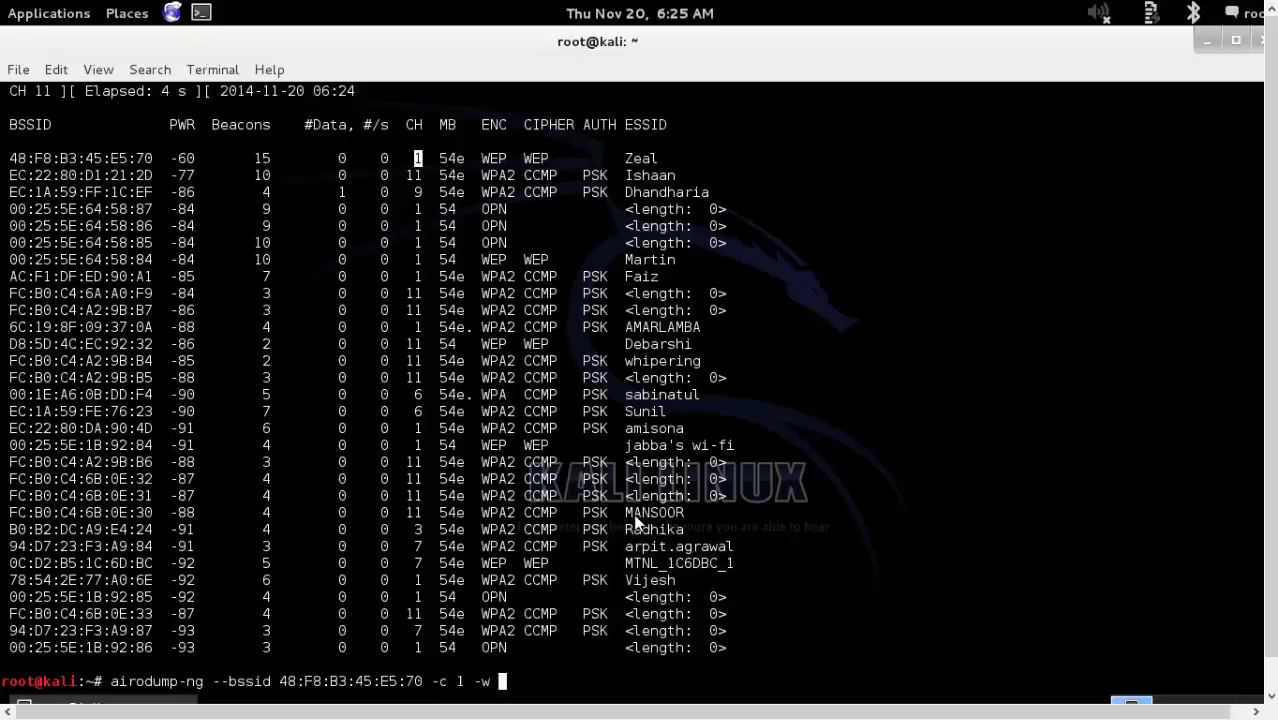 Applications Places Thu Nov 20, 6:25 AM roo
root@kali: ~
File Edit View Search Terminal Help
CH 11 ][ Elapsed: 4 s ][ 2014-11-20 06:24
BSSID PWR Beacons #Data, #/s CH MB ENC CIPHER AUTH ESSID
48:F8:B3:45:E5:70 -60 15 0 0 1 54e WEP WEP Zeal
EC:22:80:D1:21:2D -77 10 0 0 11 54e WPA2 CCMP PSK Ishaan
EC:1A:59:FF:1C:EF -86 4 1 0 9 54e WPA2 CCMP PSK Dhandharia
00:25:5E:64:58:87 -84 9 0 0 1 54 OPN <length: 0>
00:25:5E:64:58:86 -84 9 0 0 1 54 OPN <length: 0>
00:25:5E:64:58:85 -84 10 0 0 1 54 OPN <length: 0>
00:25:5E:64:58:84 -84 10 0 0 1 54 WEP WEP Martin
AC:F1:DF:ED:90:A1 -85 7 0 0 1 54e WPA2 CCMP PSK Faiz
FC:B0:C4:6A:A0:F9 -84 3 0 0 11 54e WPA2 CCMP PSK <length: 0>
FC:B0:C4:A2:9B:B7 -86 3 0 0 11 54e WPA2 CCMP PSK <length: 0>
6C:19:8F:09:37:0A -88 4 0 0 1 54e. WPA2 CCMP PSK AMARLAMBA
D8:5D:4C:EC:92:32 -86 2 0 0 11 54 WEP WEP Debarshi
FC:B0:C4:A2:9B:B4 -85 2 0 0 11 54e WPA2 CCMP PSK whipering
FC:B0:C4:A2:9B:B5 -88 3 0 0 11 54e WPA2 CCMP PSK <length: 0>
00:1E:A6:0B:DD:F4 -90 5 0 0 6 54e. WPA CCMP PSK sabinatul
EC:1A:59:FE:76:23 -90 7 0 0 6 54e WPA2 CCMP PSK Sunil
EC:22:80:DA:90:4D -91 6 0 0 6 54e WPA2 CCMP PSK amisona
00:25:5E:1B:92:84 -91 4 0 0 1 54 WEP WEP jabba's wi-fi
FC:B0:C4:A2:9B:B6 -88 3 0 0 11 54e WPA2 CCMP PSK <length: 0>
FC:B0:C4:6B:0E:32 -87 4 0 0 11 54e WPA2 CCMP PSK <length: 0>
FC:B0:C4:6B:0E:31 -87 4 0 0 11 54e WPA2 CCMP PSK <length: 0>
FC:B0:C4:6B:0E:30 -88 4 0 0 11 54e WPA2 CCMP PSK MANSOOR
B0:B2:DC:A9:E4:24 -91 4 0 0 3 54e WPA2 CCMP PSK Radhika
94:D7:23:F3:A9:84 -91 3 0 0 7 54e WPA2 CCMP PSK arpit.agrawal
0C:D2:B5:1C:6D:BC -92 5 0 0 7 54e WEP WEP MTNL_1C6DBC_1
78:54:2E:77:A0:6E -92 6 0 0 1 54e WPA2 CCMP PSK Vijesh
00:25:5E:1B:92:85 -92 4 0 0 1 54 OPN <length: 0>
FC:B0:C4:6B:0E:33 -87 4 0 0 11 54e WPA2 CCMP PSK <length: 0>
94:D7:23:F3:A9:87 -93 3 0 0 7 54e WPA2 CCMP PSK <length: 0>
00:25:5E:1B:92:86 -93 3 0 0 1 54 OPN <length: 0>
root@kali:~# airodump-ng --bssid 48:F8:B3:45:E5:70 -c 1 -w
more you are able to hear